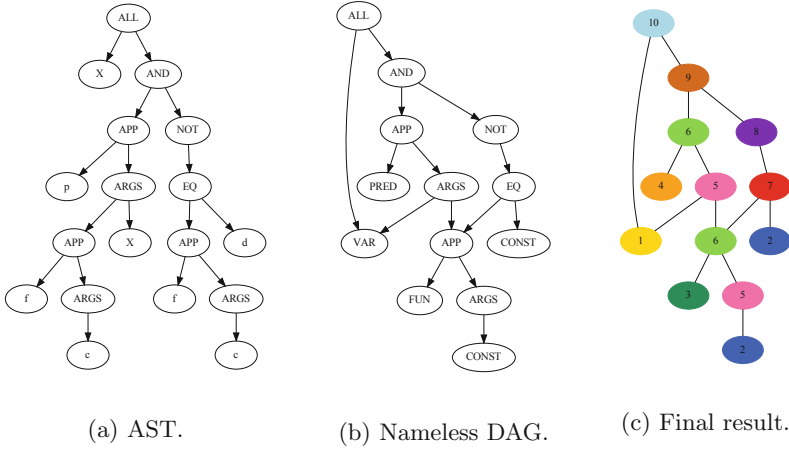 ALL
X
AND
APP
NOT
p
ARGS
EQ
APP
X
APP
d
f
ARGS
f
ARGS
c
c
(a) AST.
ALL
AND
APP
NOT
PRED
ARGS
EQ
VAR
APP
CONST
FUN
ARGS
CONST
(b) Nameless DAG.
10
9
6
8
4
5
7
1
6
2
3
5
2
(c) Final result.